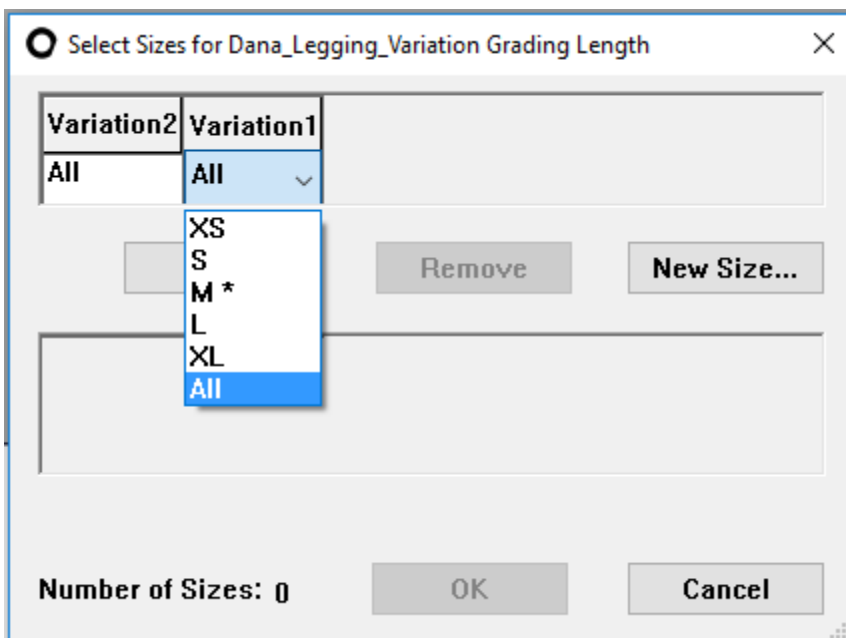 Select Sizes for Dana_Legging_Variation Grading Length
Variation2 Variation1
All All
XS
S
M *
L
XL
All
Remove New Size...
Number of Sizes: 0 OK Cancel